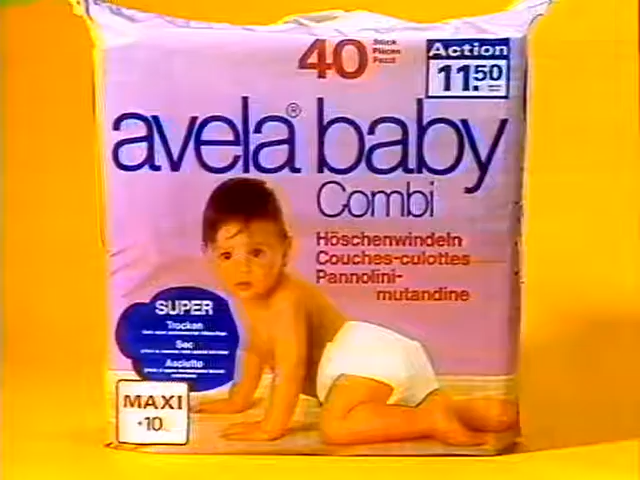 40
Stück
Pièces
Pezzi
Action
11.50
avela® baby
Combi
Höschenwindeln
Couches-culottes
Pannolini-
mutandine
SUPER
Trocken
Sec
Asciutto
MAXI
+10